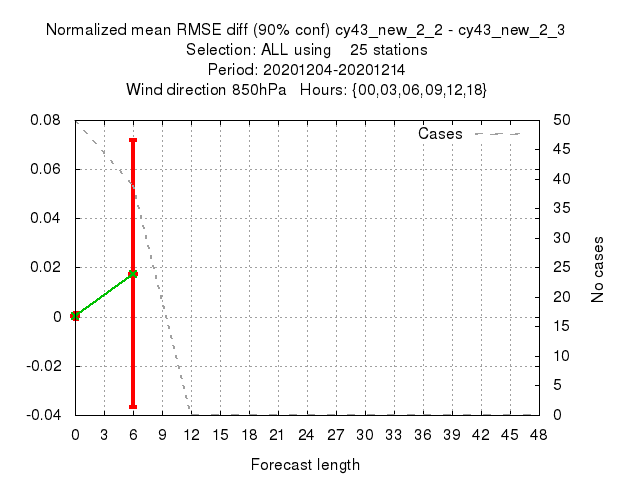 Normalized mean RMSE diff (90% conf) cy43_new_2_2 - cy43_new_2_3
Selection: ALL using    25 stations
Period: 20201204-20201214
Wind direction 850hPa   Hours: {00,03,06,09,12,18}
0.08
0.06
0.04
0.02
0
-0.02
-0.04
Cases
50
45
40
35
30
25
20
15
10
5
0
No cases
0 3 6 9 12 15 18 21 24 27 30 33 36 39 42 45 48
Forecast length